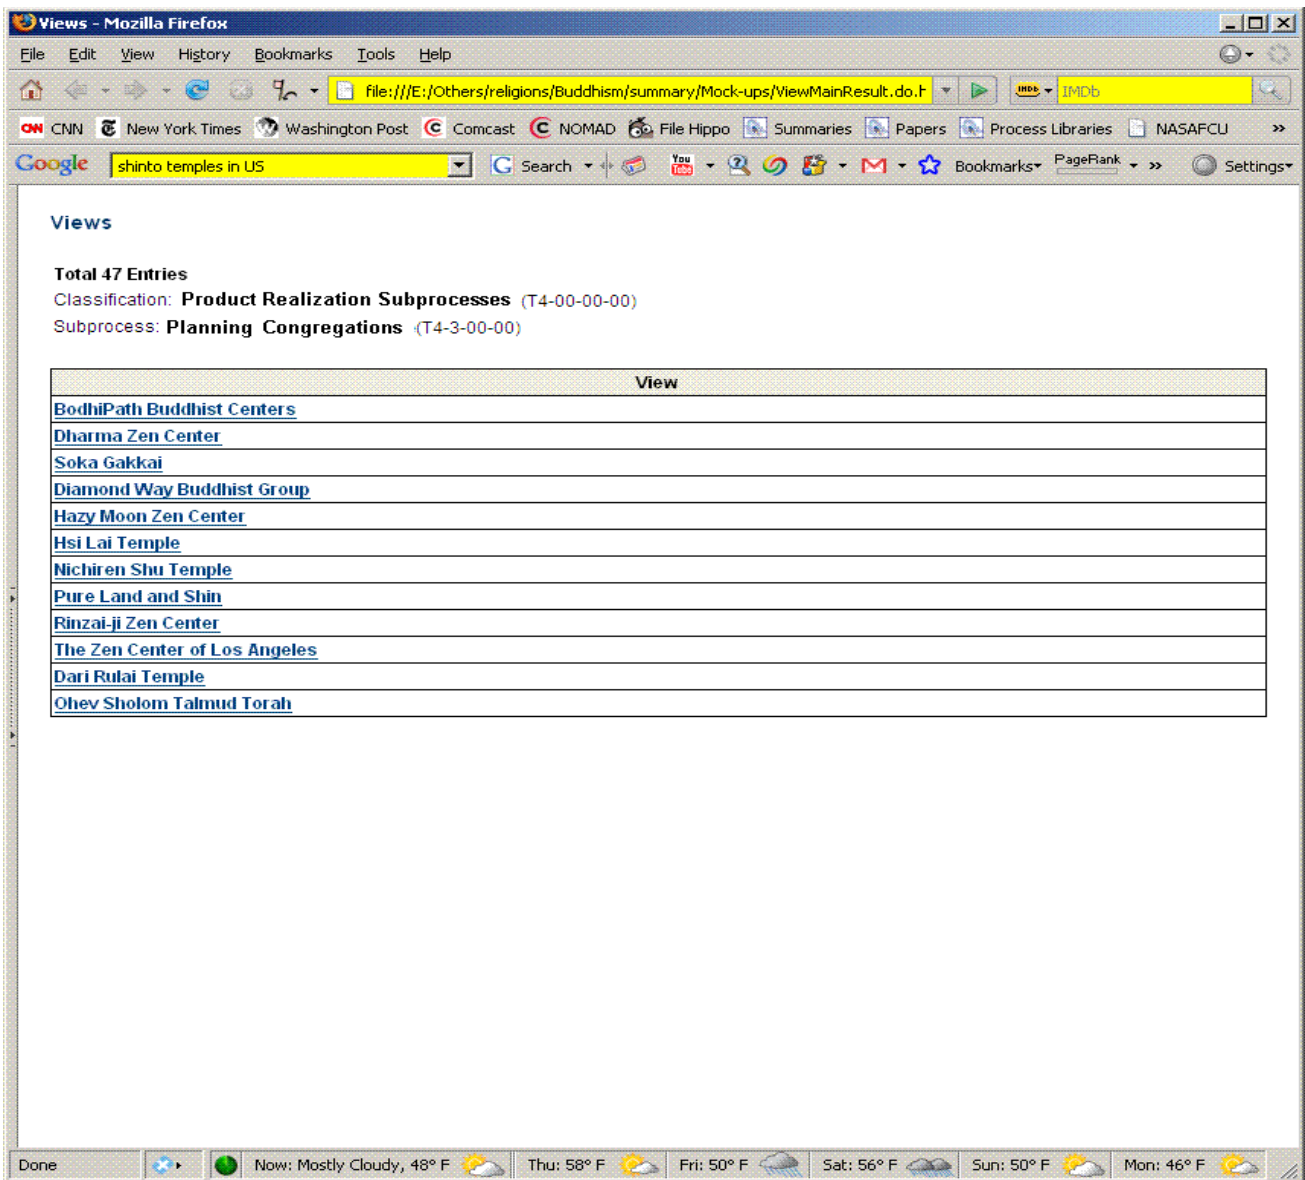 Views - Mozilla Firefox
File Edit View History Bookmarks Tools Help
file:///E:/Others/religions/Buddhism/summary/Mock-ups/ViewMainResult.do.h IMDb IMDb
CNN CNN New York Times Washington Post C Comcast C NOMAD File Hippo Summaries Papers Process Libraries NASAFCU »
Google shinto temples in US G Search You Tube Bookmarks PageRank » Settings
Views
Total 47 Entries
Classification: Product Realization Subprocesses (T4-00-00-00)
Subprocess: Planning Congregations (T4-3-00-00)
View
BodhiPath Buddhist Centers
Dharma Zen Center
Soka Gakkai
Diamond Way Buddhist Group
Hazy Moon Zen Center
Hsi Lai Temple
Nichiren Shu Temple
Pure Land and Shin
Rinzai-ji Zen Center
The Zen Center of Los Angeles
Dari Rulai Temple
Ohev Sholom Talmud Torah
Done Now: Mostly Cloudy, 48° F Thu: 58° F Fri: 50° F Sat: 56° F Sun: 50° F Mon: 46° F